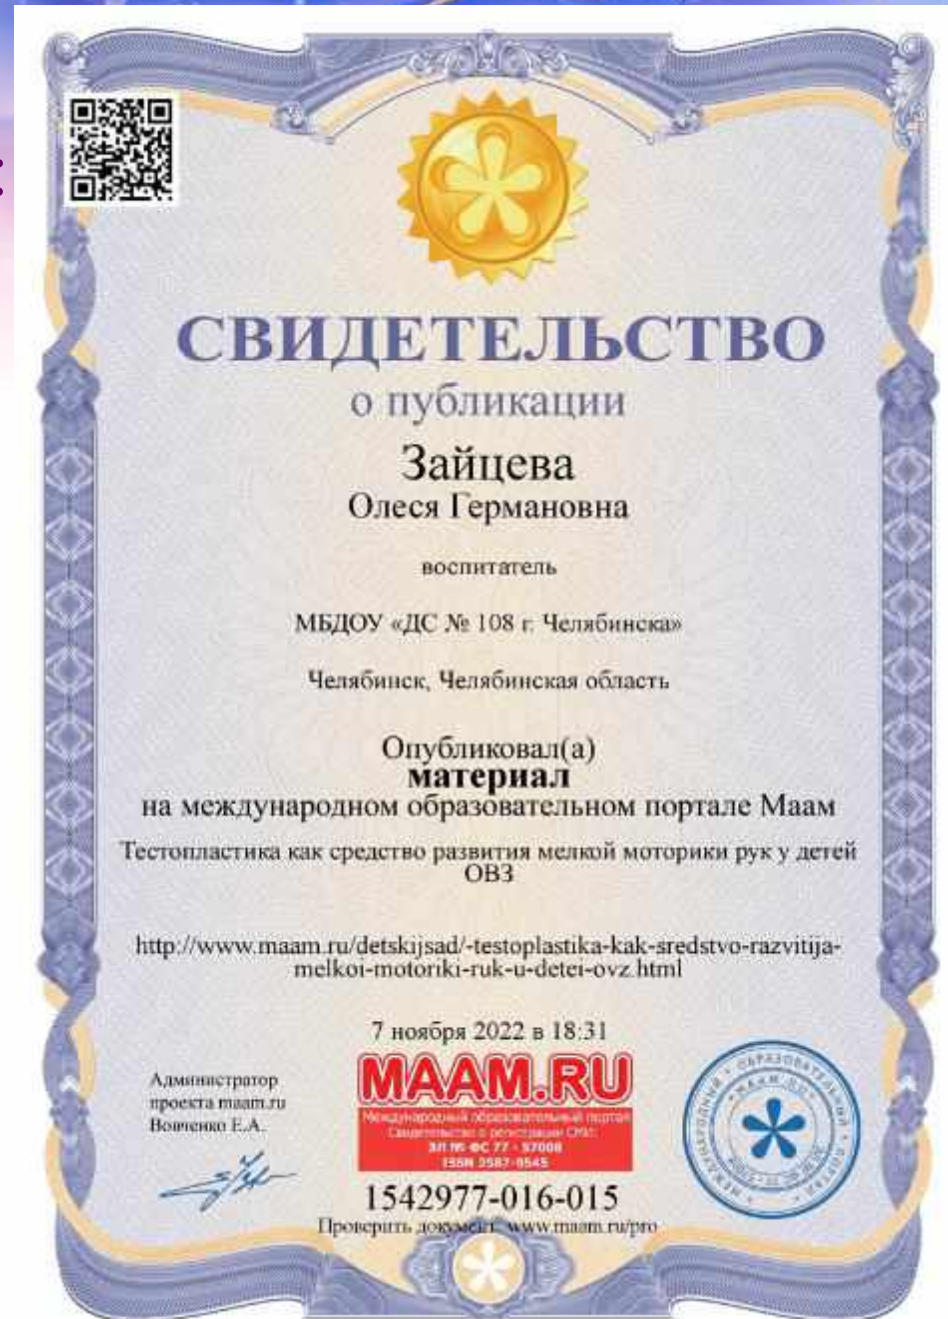 :
СВИДЕТЕЛЬСТВО
о публикации
Зайцева
Олеся Германовна
воспитатель
МБДОУ «ДС № 108 г. Челябинска»
Челябинск, Челябинская область
Опубликовал(а)
материал
на международном образовательном портале Маам
Тестопластика как средство развития мелкой моторики рук у детей
ОВЗ
http://www.maam.ru/detskijsad/-testoplastika-kak-sredstvo-razvitija-
melkoi-motoriki-ruk-u-detei-ovz.html
7 ноября 2022 в 18:31
Администратор
проекта maam.ru
Вовченко Е.А.
MAAM.RU
Международный образовательный портал
Свидетельство о регистрации СМИ:
ЭЛ № ФС 77 - 57008
ISSN 2587-9545
1542977-016-015
Проверить документ: www.maam.ru/pro
МЕЖДУНАРОДНЫЙ • ОБРАЗОВАТЕЛЬНЫЙ • ПОРТАЛ